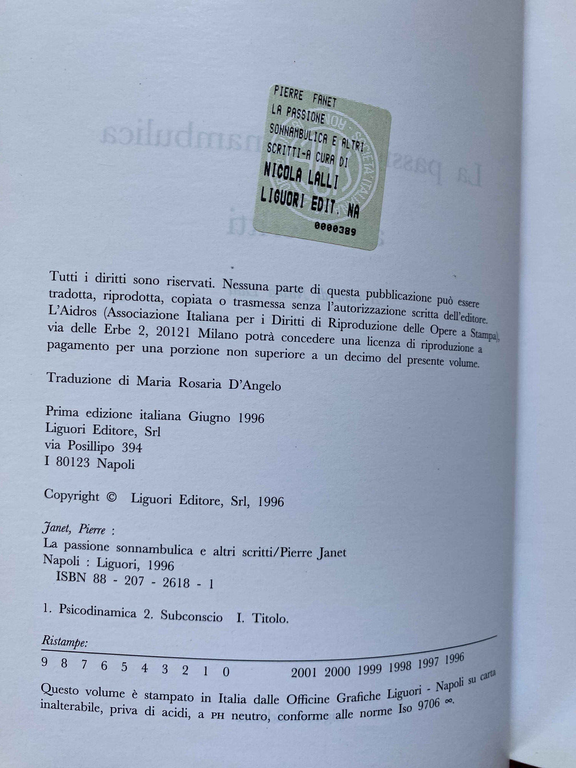 PIERRE FANET
LA PASSIONE
SONNAMBULICA E ALTRI
SCRITTI-A CURA DI
NICOLA LALLI
LIGUORI EDIT. NA
0000389
Tutti i diritti sono riservati. Nessuna parte di questa pubblicazione può essere
tradotta, riprodotta, copiata o trasmessa senza l'autorizzazione scritta dell'editore.
L'Aidros (Associazione Italiana per i Diritti di Riproduzione delle Opere a Stampa),
via delle Erbe 2, 20121 Milano potrà concedere una licenza di riproduzione a
pagamento per una porzione non superiore a un decimo del presente volume.
Traduzione di Maria Rosaria D'Angelo
Prima edizione italiana Giugno 1996
Liguori Editore, Srl
via Posillipo 394
I 80123 Napoli
Copyright © Liguori Editore, Srl, 1996
Janet, Pierre :
La passione sonnambulica e altri scritti/Pierre Janet
Napoli : Liguori, 1996
ISBN 88 - 207 - 2618 - 1
1. Psicodinamica 2. Subconscio I. Titolo.
Ristampe:
9 8 7 6 5 4 3 2 1 0 2001 2000 1999 1998 1997 1996
Questo volume è stampato in Italia dalle Officine Grafiche Liguori - Napoli su carta
inalterabile, priva di acidi, a PH neutro, conforme alle norme Iso 9706 ∞.